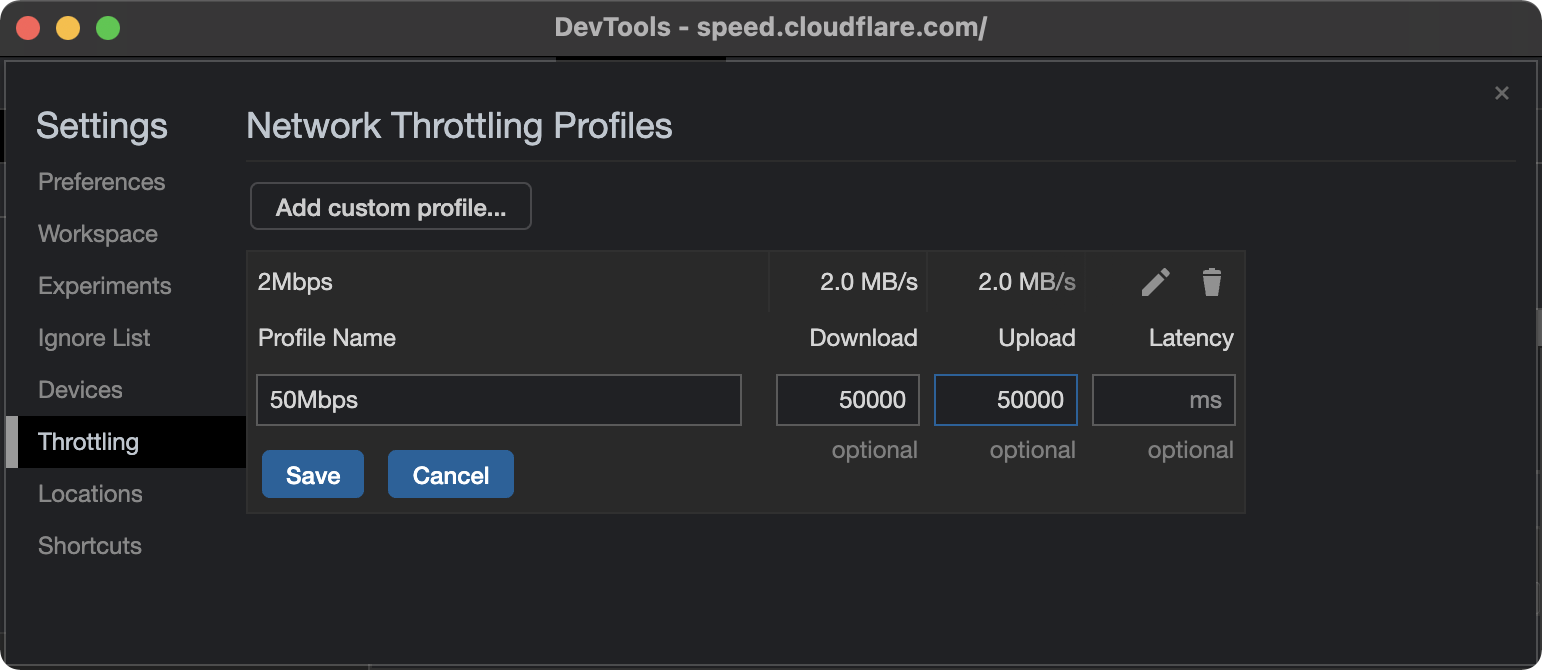 DevTools - speed.cloudflare.com/
Settings
Preferences
Workspace
Experiments
Ignore List
Devices
Throttling
Locations
Shortcuts
Network Throttling Profiles
Add custom profile...
2Mbps 2.0 MB/s 2.0 MB/s
Profile Name Download Upload Latency
50Mbps 50000 50000 ms
optional optional optional
Save Cancel